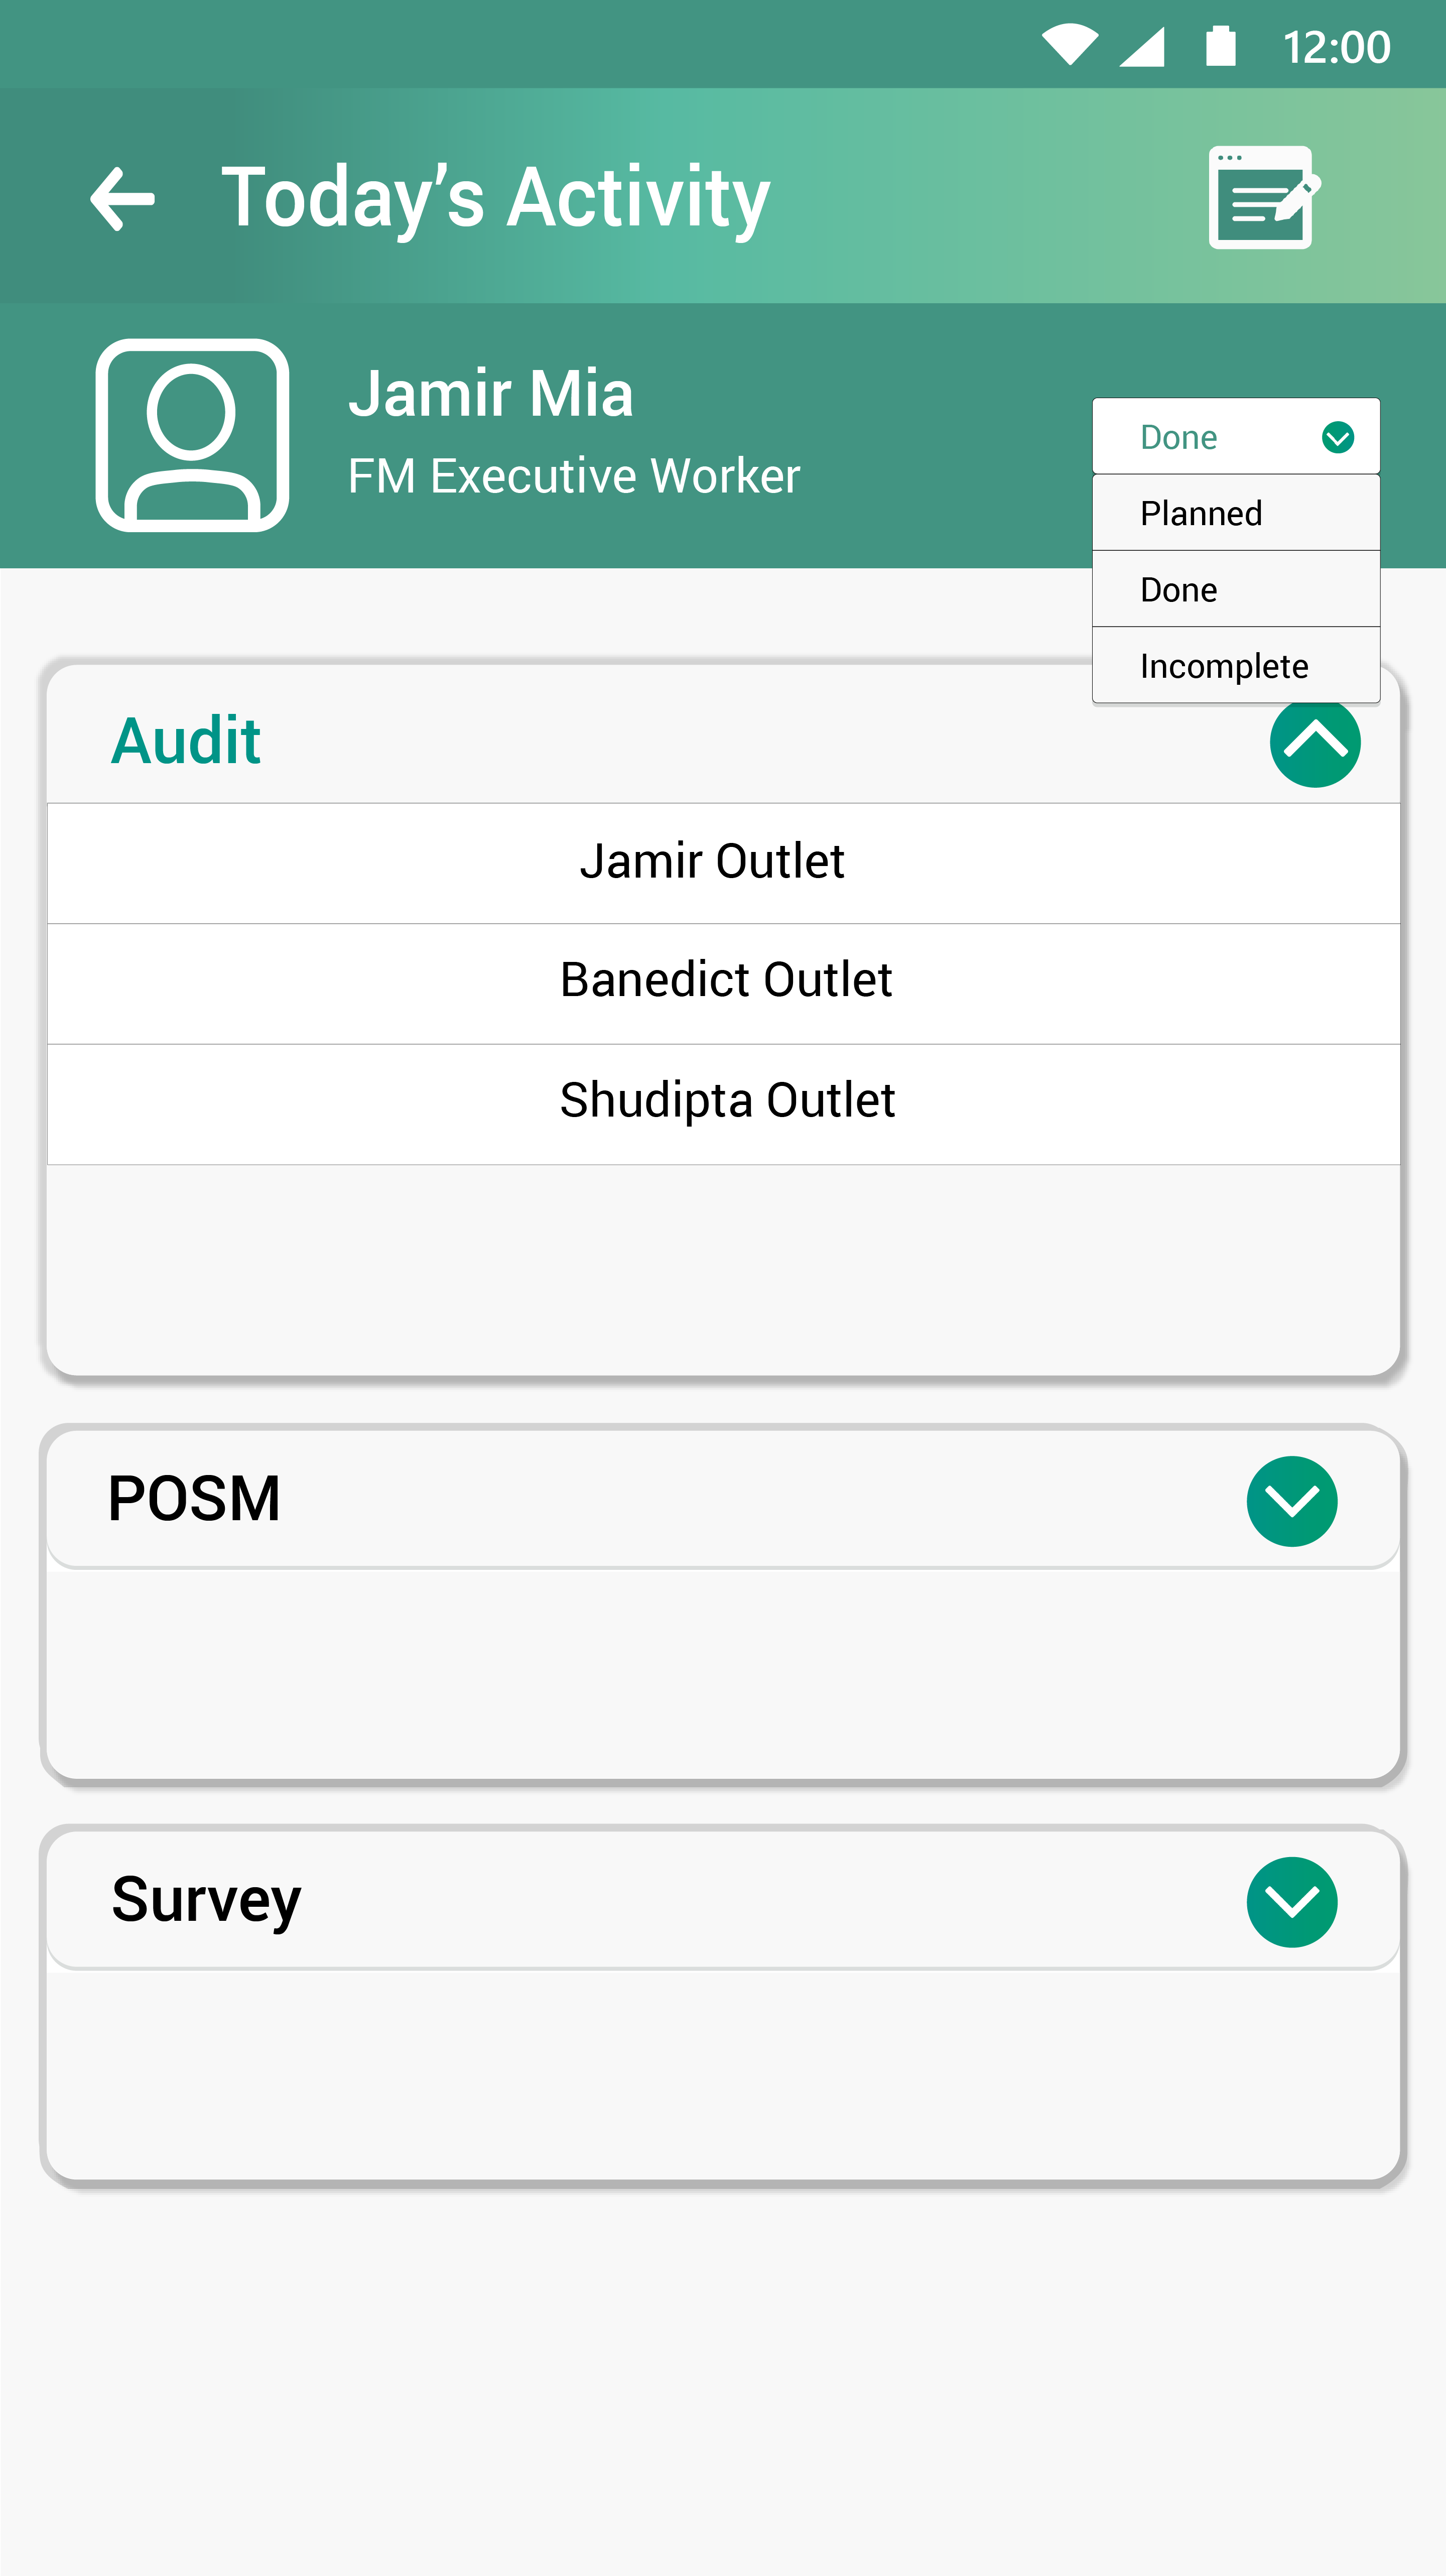 12:00
Today’s Activity
Jamir Mia
FM Executive Worker
Done
Planned
Done
Incomplete
Audit
Jamir Outlet
Banedict Outlet
Shudipta Outlet
POSM
Survey